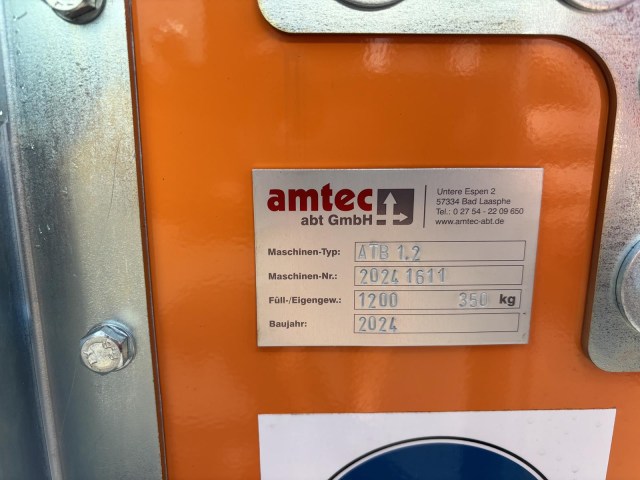 amtec
abt GmbH
Untere Espen 2
57334 Bad Laasphe
Tel.: 0 27 54 - 22 09 650
www.amtec-abt.de
Maschinen-Typ: ATB 1.2
Maschinen-Nr.: 2024 1611
Füll-/Eigengew.: 1200 350 kg
Baujahr: 2024